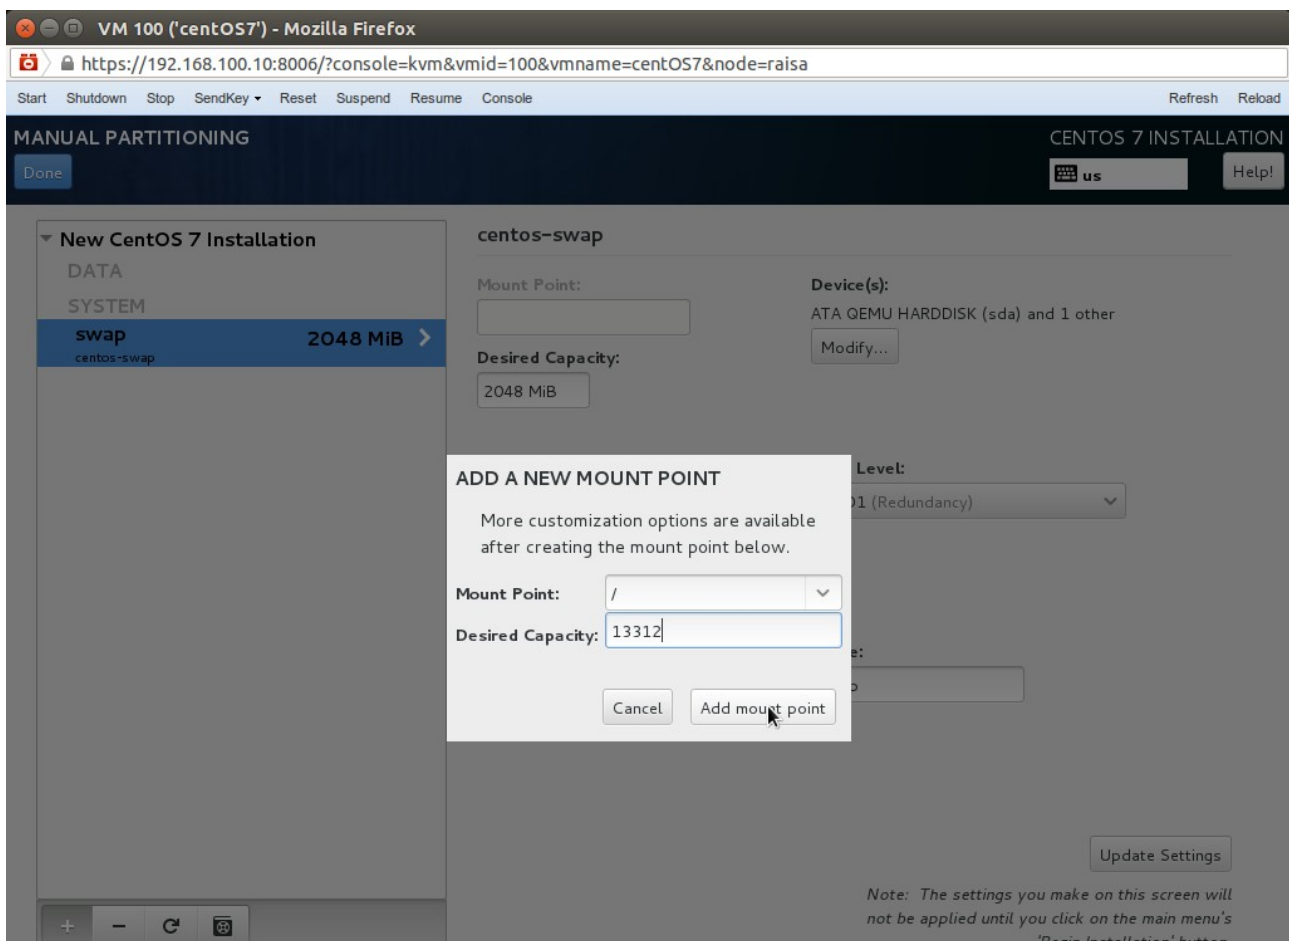 VM 100 ('centOS7') - Mozilla Firefox
https://192.168.100.10:8006/?console=kvm&vmid=100&vmname=centOS7&node=raisa
Start Shutdown Stop SendKey Reset Suspend Resume Console Refresh Reload
MANUAL PARTITIONING
CENTOS 7 INSTALLATION
Done
us
Help!
New CentOS 7 Installation
DATA
SYSTEM
swap 2048 MiB
centos-swap
centos-swap
Mount Point:
Device(s):
ATA QEMU HARDDISK (sda) and 1 other
Modify...
Desired Capacity:
2048 MiB
Level:
(Redundancy)
ADD A NEW MOUNT POINT
More customization options are available
after creating the mount point below.
Mount Point: /
Desired Capacity: 13312
Cancel Add mount point
Update Settings
Note: The settings you make on this screen will
not be applied until you click on the main menu's
'Begin Installation' button.